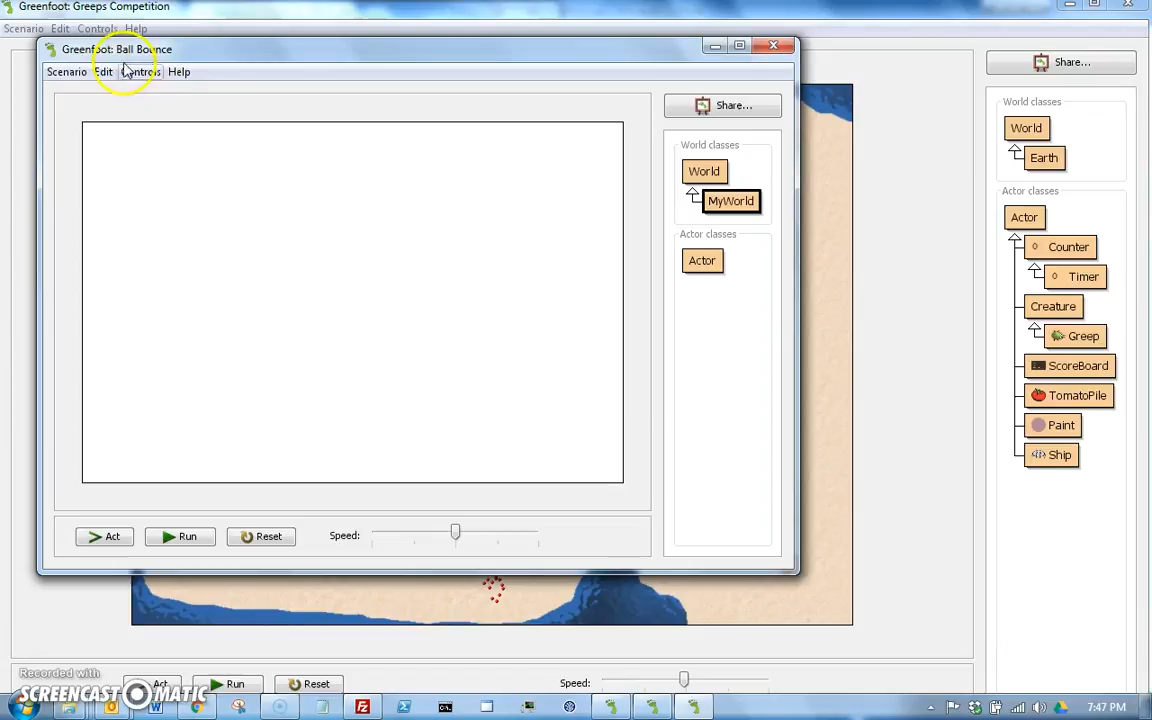 Greenfoot: Greeps Competition
Scenario Edit Controls Help
Greenfoot: Ball Bounce
Scenario Edit Controls Help
Share...
World classes
World
MyWorld
Actor classes
Actor
Act Run Reset Speed:
Share...
World classes
World
Earth
Actor classes
Actor
Counter
Timer
Creature
Greep
ScoreBoard
TomatoPile
Paint
Ship
Act Run Reset Speed:
Recorded with
SCREENCAST MATIC
7:47 PM